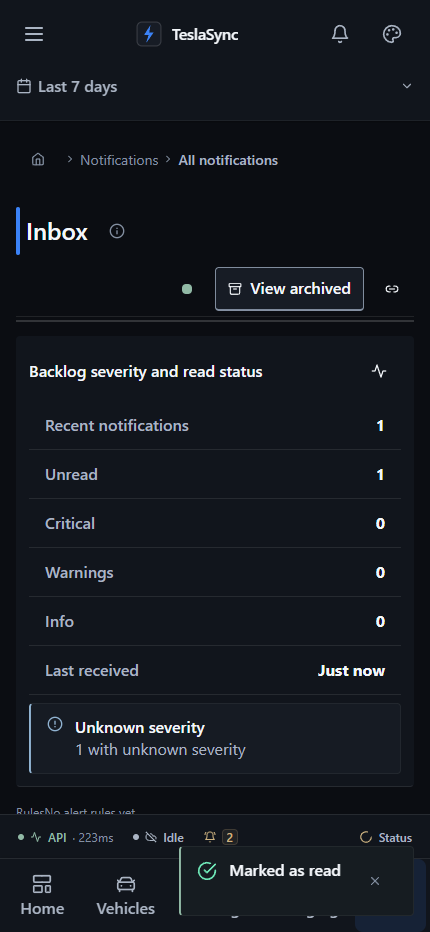 TeslaSync
Last 7 days
Notifications All notifications
Inbox
View archived
Backlog severity and read status
Recent notifications 1
Unread 1
Critical 0
Warnings 0
Info 0
Last received Just now
Unknown severity
1 with unknown severity
RulesNo alert rules yet
API · 223ms Idle 2 Status
Marked as read
Home Vehicles